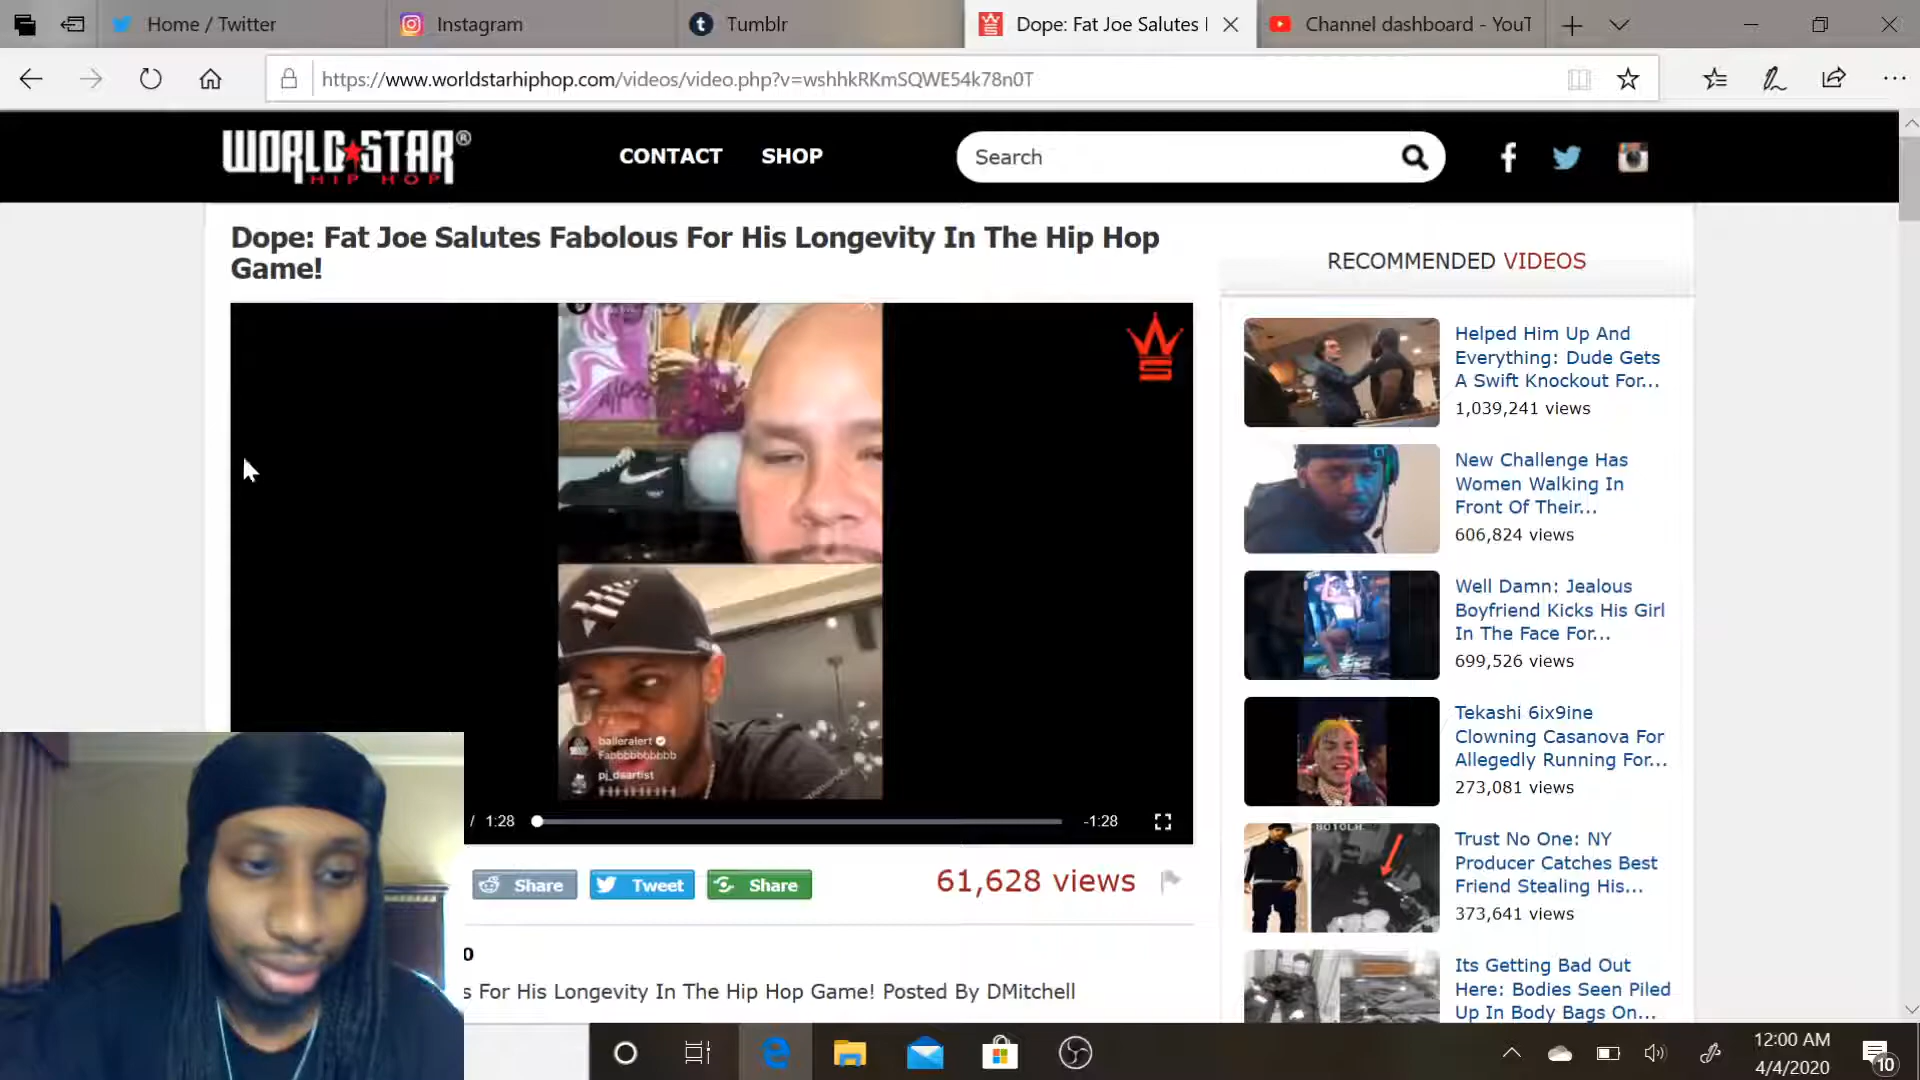 Home / Twitter
Instagram
Tumblr
Dope: Fat Joe Salutes
Channel dashboard - YouT
https://www.worldstarhiphop.com/videos/video.php?v=wshhkRKmSQWE54k78n0T
WORLD STAR®
HIP HOP
CONTACT
SHOP
Search
Dope: Fat Joe Salutes Fabolous For His Longevity In The Hip Hop
Game!
balleralert
Fabbbbbbbbbb
pj_dsartist
/ 1:28
-1:28
Share
Tweet
Share
61,628 views
s For His Longevity In The Hip Hop Game! Posted By DMitchell
RECOMMENDED VIDEOS
Helped Him Up And
Everything: Dude Gets
A Swift Knockout For...
1,039,241 views
New Challenge Has
Women Walking In
Front Of Their...
606,824 views
Well Damn: Jealous
Boyfriend Kicks His Girl
In The Face For...
699,526 views
Tekashi 6ix9ine
Clowning Casanova For
Allegedly Running For...
273,081 views
Trust No One: NY
Producer Catches Best
Friend Stealing His...
373,641 views
Its Getting Bad Out
Here: Bodies Seen Piled
Up In Body Bags On...
12:00 AM
4/4/2020
10